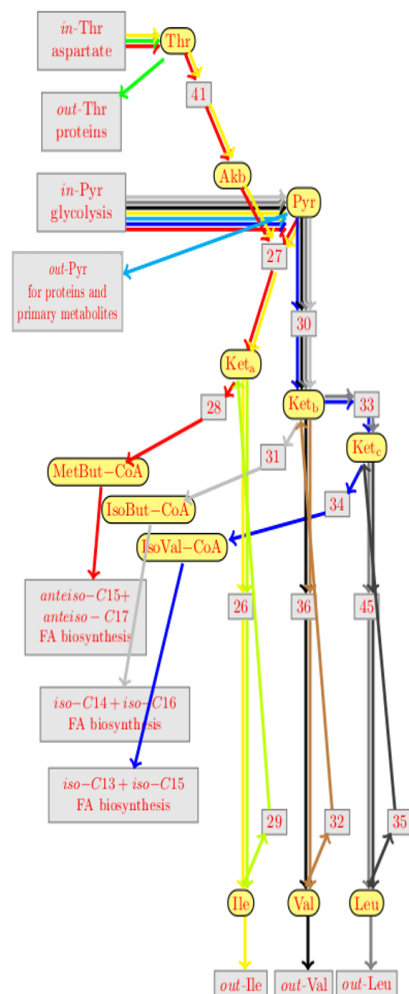 in-Thr
aspartate
Thr
41
out-Thr
proteins
Akb
in-Pyr
glycolysis
Pyr
27
out-Pyr
for proteins and
primary metabolites
30
Ketₐ
28
Ket_b
33
31
Ket_c
MetBut−CoA
IsoBut−CoA
34
IsoVal−CoA
anteiso−C15+
anteiso−C17
FA biosynthesis
26
36
45
iso−C14+iso−C16
FA biosynthesis
iso−C13+iso−C15
FA biosynthesis
29
32
35
Ile
Val
Leu
out-Ile
out-Val
out-Leu